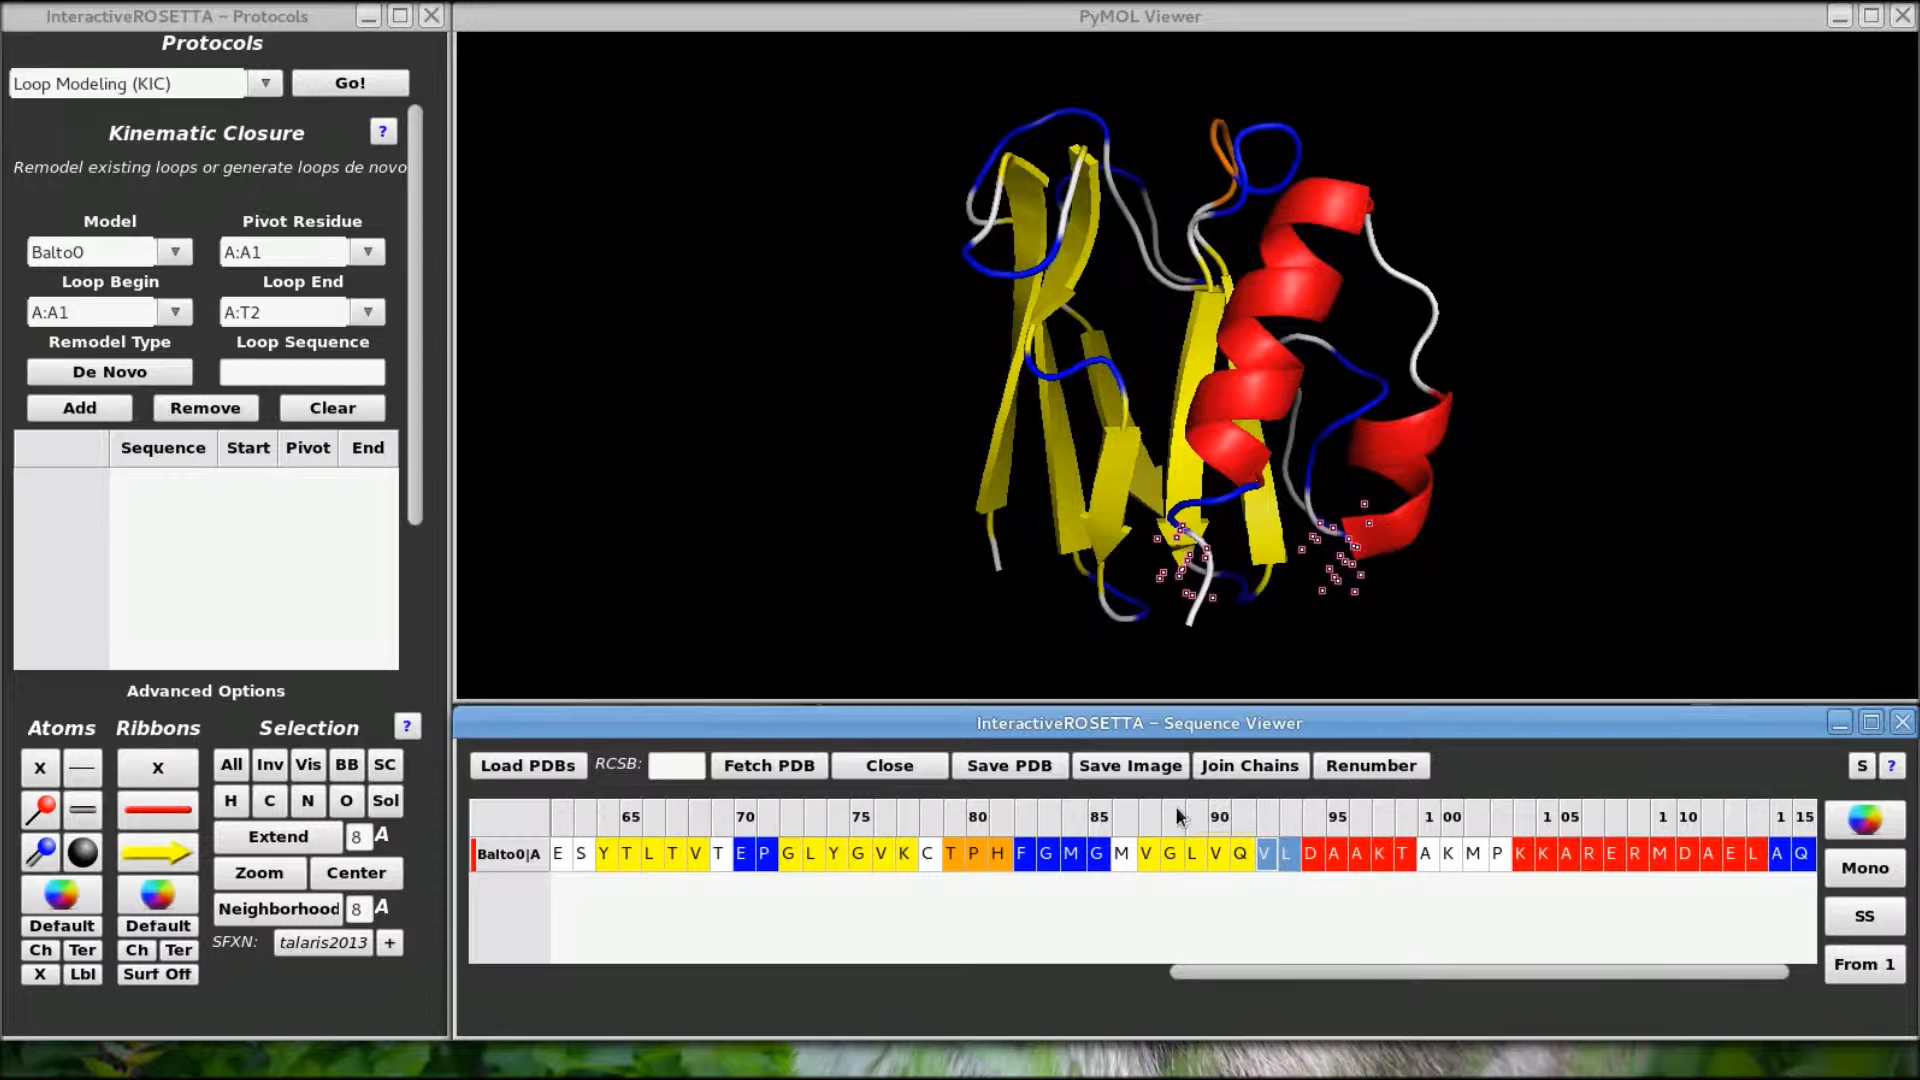 InteractiveROSETTA – Protocols
Protocols
Loop Modeling (KIC)
Go!
Kinematic Closure
?
Remodel existing loops or generate loops de novo
Model
Pivot Residue
Balto0
A:A1
Loop Begin
Loop End
A:A1
A:T2
Remodel Type
Loop Sequence
De Novo
Add
Remove
Clear
Sequence
Start
Pivot
End
Advanced Options
Atoms
Ribbons
Selection
?
X
X
All
Inv
Vis
BB
SC
H
C
N
O
Sol
Extend
8
A
Zoom
Center
Neighborhood
8
A
Default
Default
SFXN:
talaris2013
+
Ch
Ter
Ch
Ter
X
Lbl
Surf Off
PyMOL Viewer
InteractiveROSETTA – Sequence Viewer
Load PDBs
RCSB:
Fetch PDB
Close
Save PDB
Save Image
Join Chains
Renumber
S
?
65 70 75 80 85 90 95 1 00 1 05 1 10 1 15
Balto0|A
E S Y T L T V T E P G L Y G V K C T P H F G M G M V G L V Q V L D A A K T A K M P K K A R E R M D A E L A Q
Mono
SS
From 1